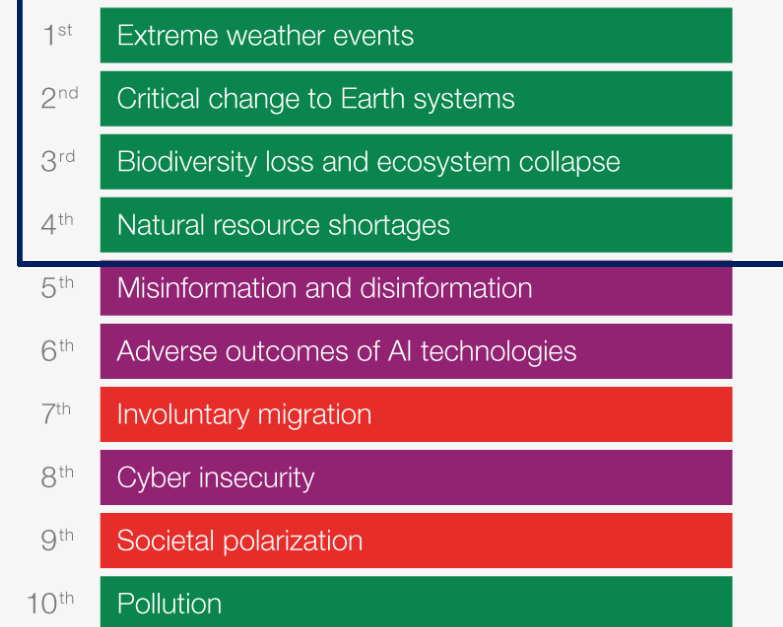 1st Extreme weather events
2nd Critical change to Earth systems
3rd Biodiversity loss and ecosystem collapse
4th Natural resource shortages
5th Misinformation and disinformation
6th Adverse outcomes of AI technologies
7th Involuntary migration
8th Cyber insecurity
9th Societal polarization
10th Pollution